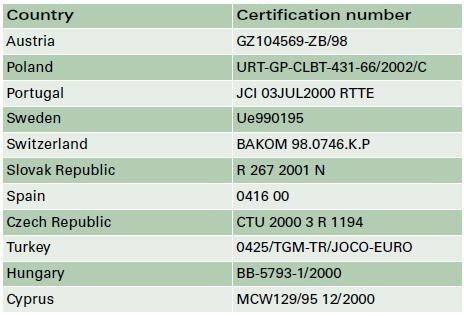 Country Certification number
Austria GZ104569-ZB/98
Poland URT-GP-CLBT-431-66/2002/C
Portugal JCI 03JUL2000 RTTE
Sweden Ue990195
Switzerland BAKOM 98.0746.K.P
Slovak Republic R 267 2001 N
Spain 0416 00
Czech Republic CTU 2000 3 R 1194
Turkey 0425/TGM-TR/JOCO-EURO
Hungary BB-5793-1/2000
Cyprus MCW129/95 12/2000